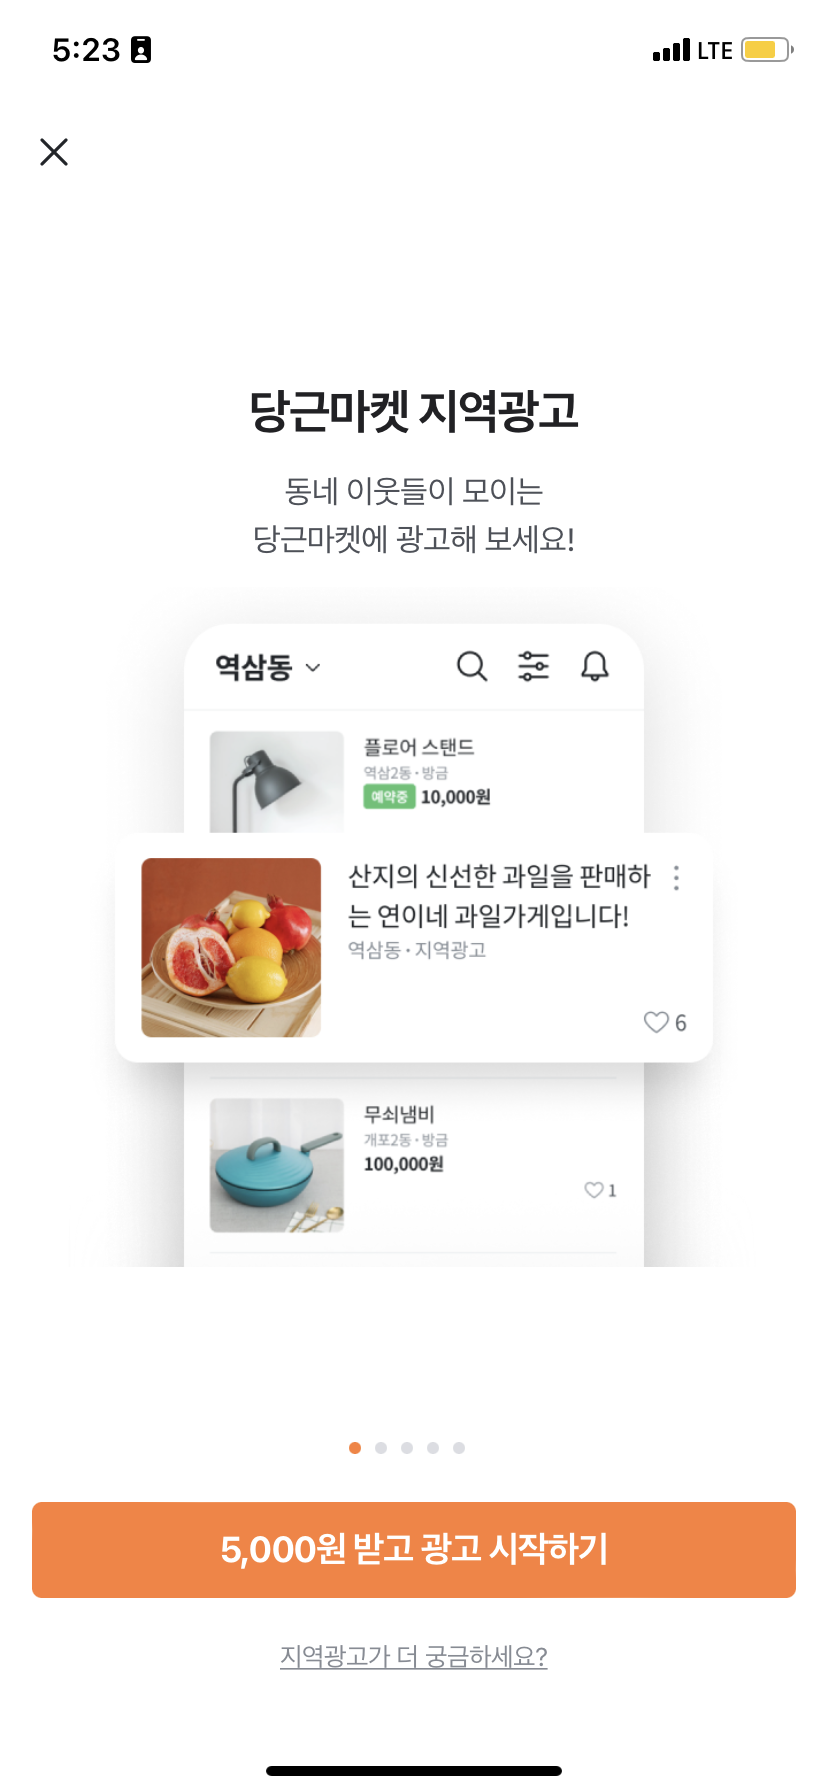 5:23
LTE
당근마켓 지역광고
동네 이웃들이 모이는
당근마켓에 광고해 보세요!
역삼동
플로어 스탠드
역삼2동 · 방금
예약중 10,000원
산지의 신선한 과일을 판매하
는 연이네 과일가게입니다!
역삼동 · 지역광고
6
무쇠냄비
개포2동 · 방금
100,000원
1
5,000원 받고 광고 시작하기
지역광고가 더 궁금하세요?